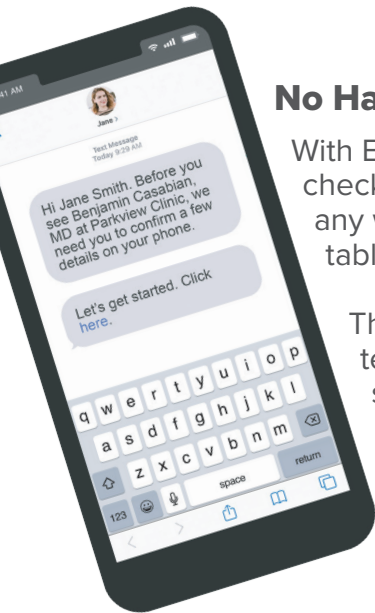 41 AM
Jane >
Text Message
Today 9:29 AM
Hi Jane Smith. Before you
see Benjamin Casabian,
MD at Parkview Clinic, we
need you to confirm a few
details on your phone.
Let's get started. Click
here.
q w e r t y u i o p
a s d f g h j k l
z x c v b n m
123 space return
No Ha
With E
check
any w
tabl
Th
te
s